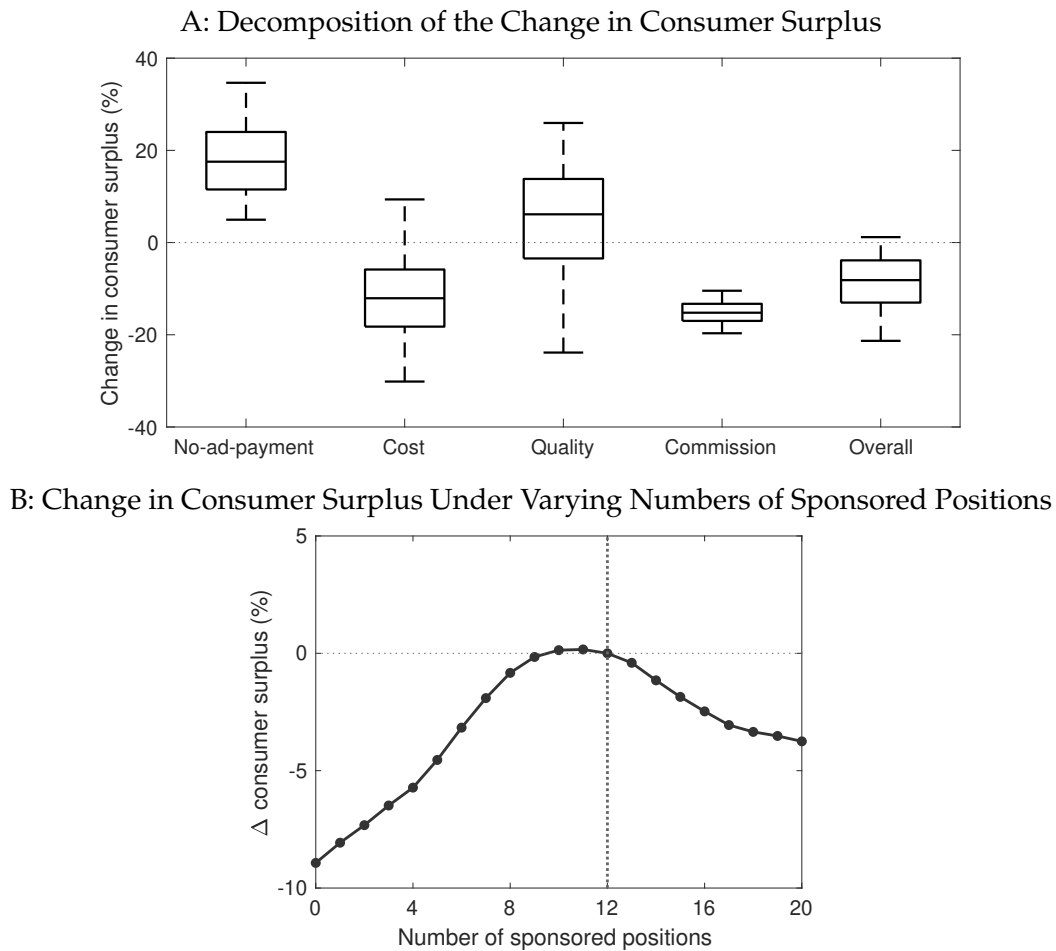 A: Decomposition of the Change in Consumer Surplus
Change in consumer surplus (%)
40
20
0
-20
-40
No-ad-payment Cost Quality Commission Overall
B: Change in Consumer Surplus Under Varying Numbers of Sponsored Positions
Δ consumer surplus (%)
5
0
-5
-10
0 4 8 12 16 20
Number of sponsored positions